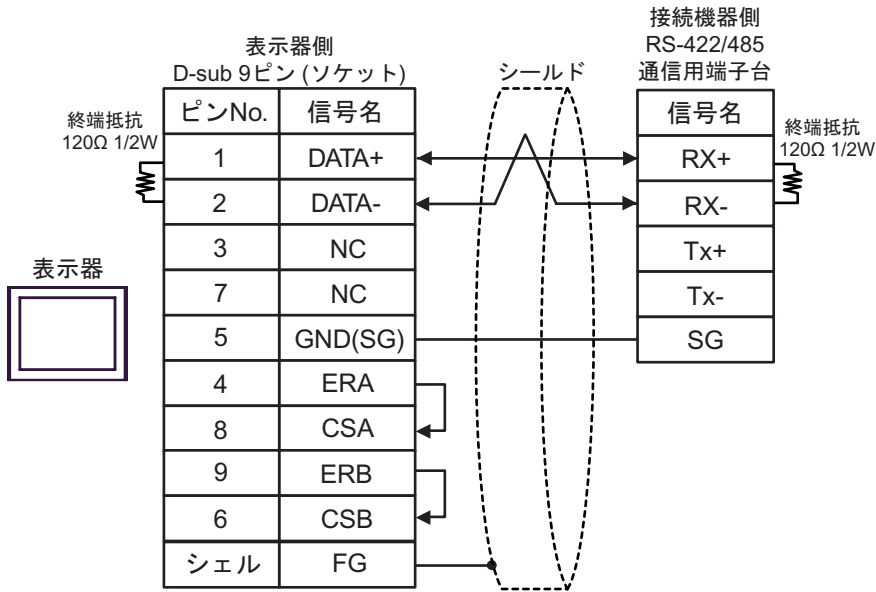 接続機器側
RS-422/485
通信用端子台
表示器側
D-sub 9ピン (ソケット)
シールド
終端抵抗
120Ω 1/2W
ピンNo. 信号名
1 DATA+
2 DATA-
3 NC
7 NC
5 GND(SG)
4 ERA
8 CSA
9 ERB
6 CSB
シェル FG
信号名
RX+
RX-
Tx+
Tx-
SG
終端抵抗
120Ω 1/2W
表示器